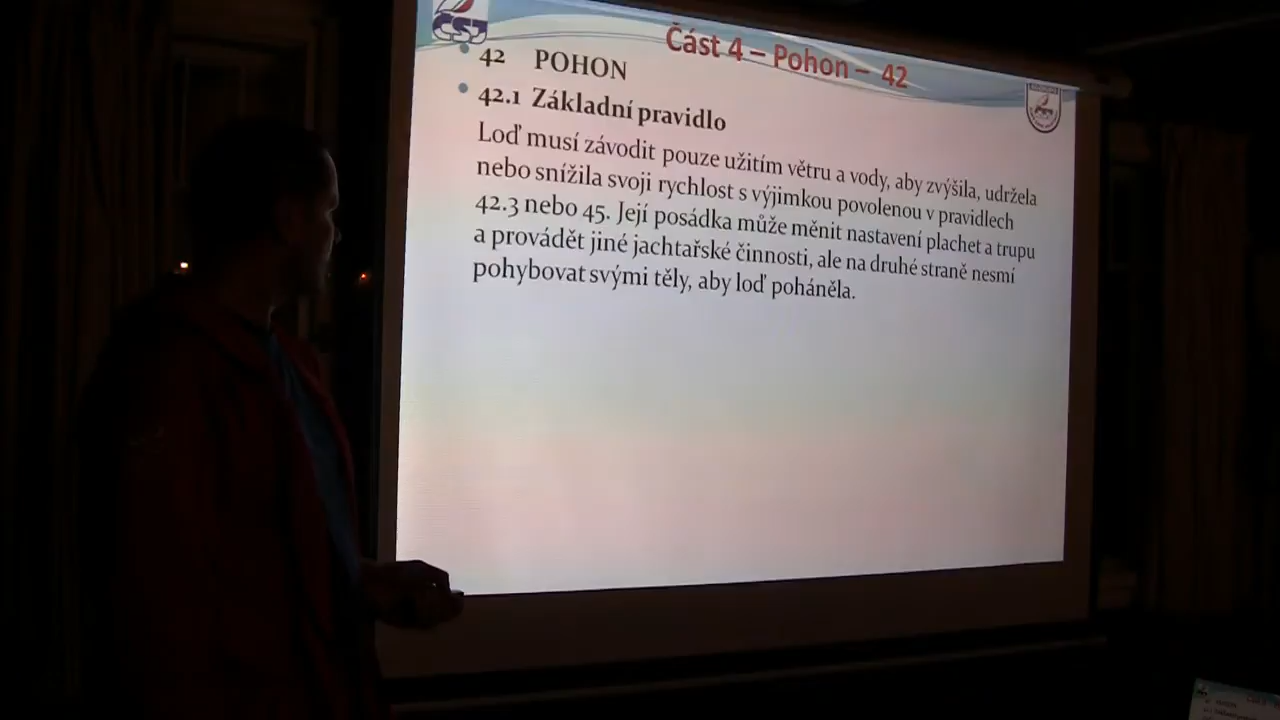 ČSJ
Část 4 – Pohon – 42
42 POHON
42.1 Základní pravidlo
Loď musí závodit pouze užitím větru a vody, aby zvýšila, udržela
nebo snížila svoji rychlost s výjimkou povolenou v pravidlech
42.3 nebo 45. Její posádka může měnit nastavení plachet a trupu
a provádět jiné jachtařské činnosti, ale na druhé straně nesmí
pohybovat svými těly, aby loď poháněla.